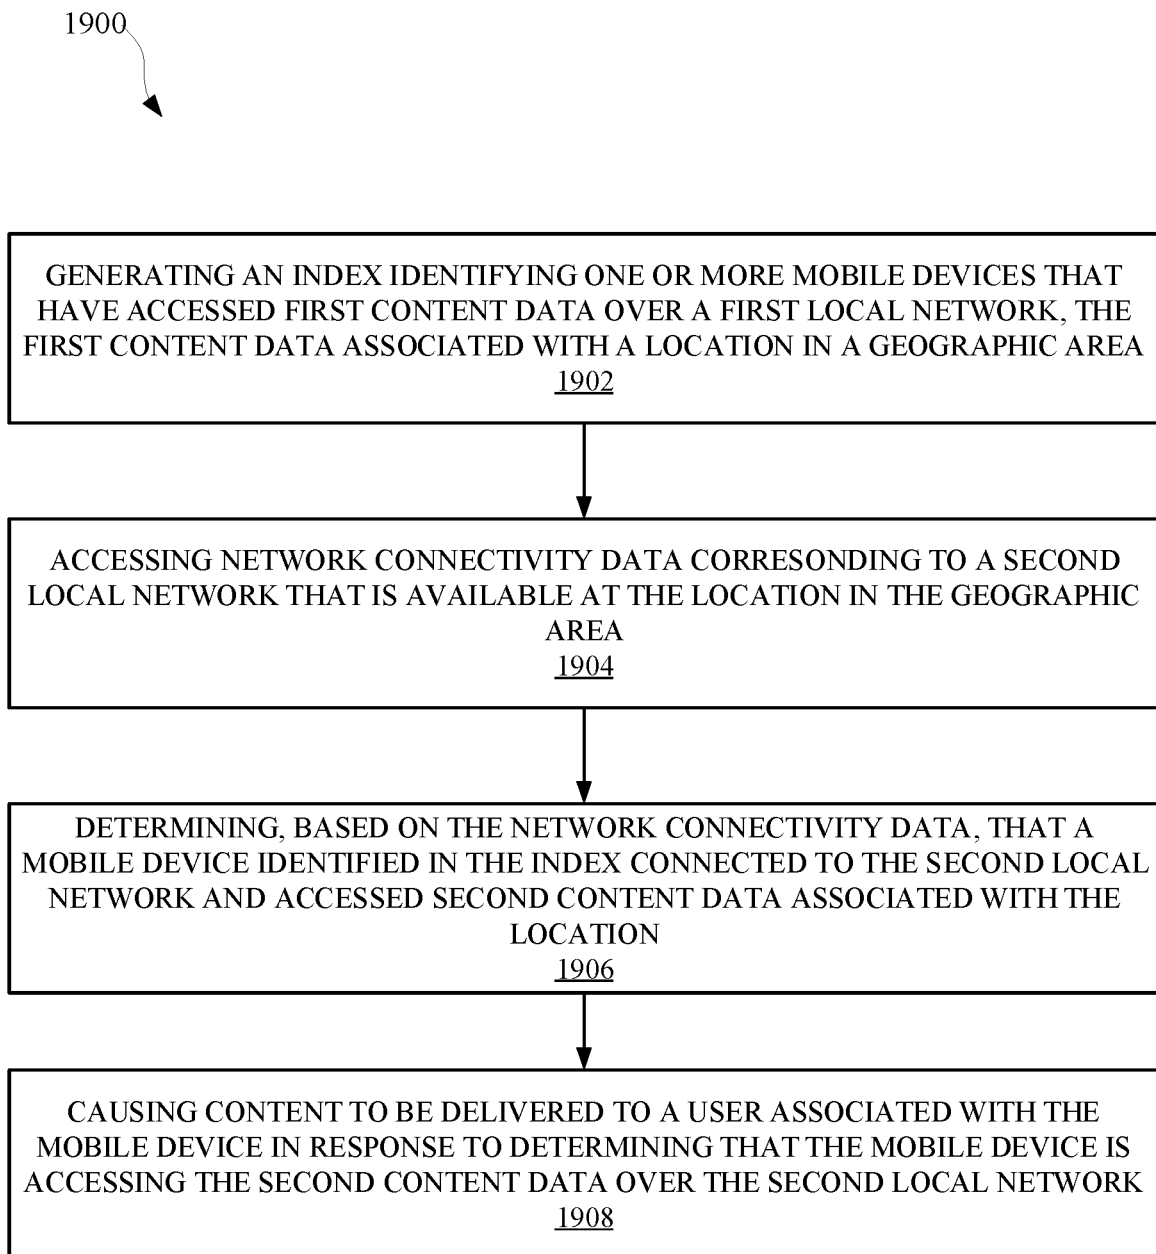 1900
GENERATING AN INDEX IDENTIFYING ONE OR MORE MOBILE DEVICES THAT
HAVE ACCESSED FIRST CONTENT DATA OVER A FIRST LOCAL NETWORK, THE
FIRST CONTENT DATA ASSOCIATED WITH A LOCATION IN A GEOGRAPHIC AREA
1902
ACCESSING NETWORK CONNECTIVITY DATA CORRESONDING TO A SECOND
LOCAL NETWORK THAT IS AVAILABLE AT THE LOCATION IN THE GEOGRAPHIC
AREA
1904
DETERMINING, BASED ON THE NETWORK CONNECTIVITY DATA, THAT A
MOBILE DEVICE IDENTIFIED IN THE INDEX CONNECTED TO THE SECOND LOCAL
NETWORK AND ACCESSED SECOND CONTENT DATA ASSOCIATED WITH THE
LOCATION
1906
CAUSING CONTENT TO BE DELIVERED TO A USER ASSOCIATED WITH THE
MOBILE DEVICE IN RESPONSE TO DETERMINING THAT THE MOBILE DEVICE IS
ACCESSING THE SECOND CONTENT DATA OVER THE SECOND LOCAL NETWORK
1908